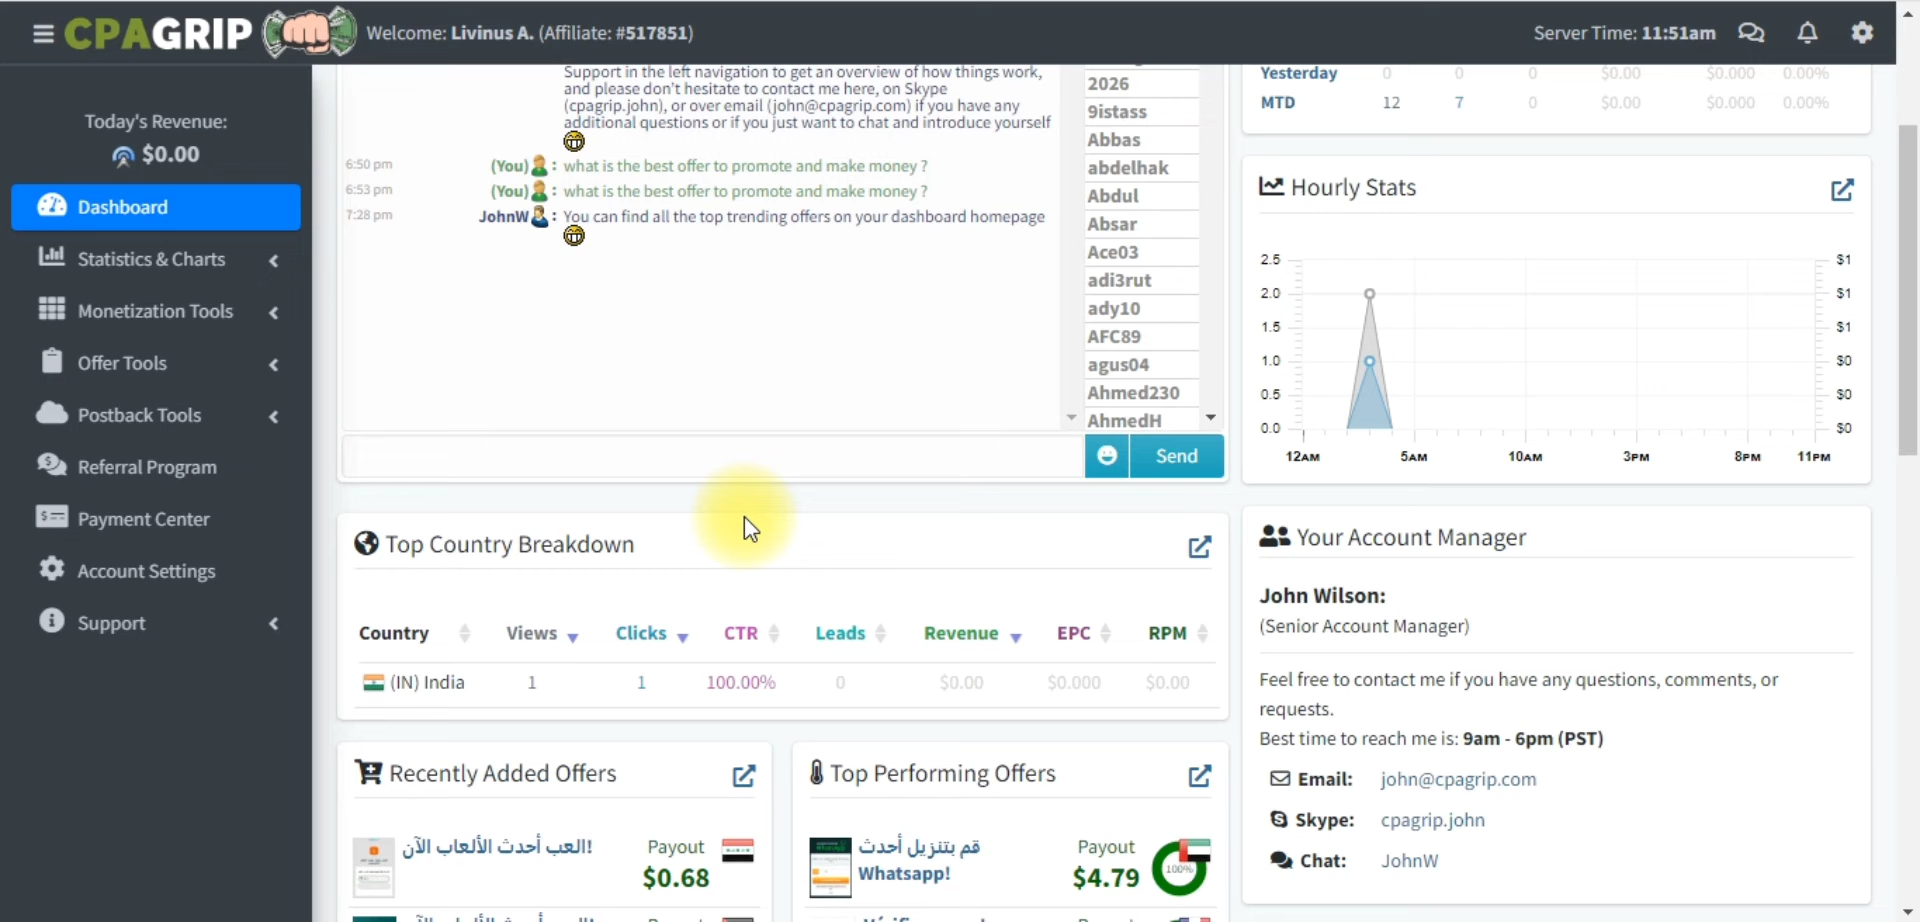 CPAGRIP
Welcome: Livinus A. (Affiliate: #517851)
Server Time: 11:51am
Today's Revenue:
$0.00
Dashboard
Statistics & Charts
Monetization Tools
Offer Tools
Postback Tools
Referral Program
Payment Center
Account Settings
Support
Support in the left navigation to get an overview of how things work,
and please don't hesitate to contact me here, on Skype
(cpagrip.john), or over email (john@cpagrip.com) if you have any
additional questions or if you just want to chat and introduce yourself
6:50 pm (You) : what is the best offer to promote and make money ?
6:53 pm (You) : what is the best offer to promote and make money ?
7:28 pm JohnW : You can find all the top trending offers on your dashboard homepage
2026
9istass
Abbas
abdelhak
Abdul
Absar
Ace03
adi3rut
ady10
AFC89
agus04
Ahmed230
AhmedH
Send
Yesterday 0 0 0 $0.00 $0.000 0.00%
MTD 12 7 0 $0.00 $0.000 0.00%
Hourly Stats
2.5 $1
2.0 $1
1.5 $1
1.0 $0
0.5 $0
0.0 $0
12AM 5AM 10AM 3PM 8PM 11PM
Top Country Breakdown
Country Views Clicks CTR Leads Revenue EPC RPM
(IN) India 1 1 100.00% 0 $0.00 $0.000 $0.00
Your Account Manager
John Wilson:
(Senior Account Manager)
Feel free to contact me if you have any questions, comments, or
requests.
Best time to reach me is: 9am - 6pm (PST)
Email: john@cpagrip.com
Skype: cpagrip.john
Chat: JohnW
Recently Added Offers
العب أحدث الألعاب الآن!
Payout
$0.68
Top Performing Offers
قم بتنزيل أحدث
Whatsapp!
Payout
$4.79
100%